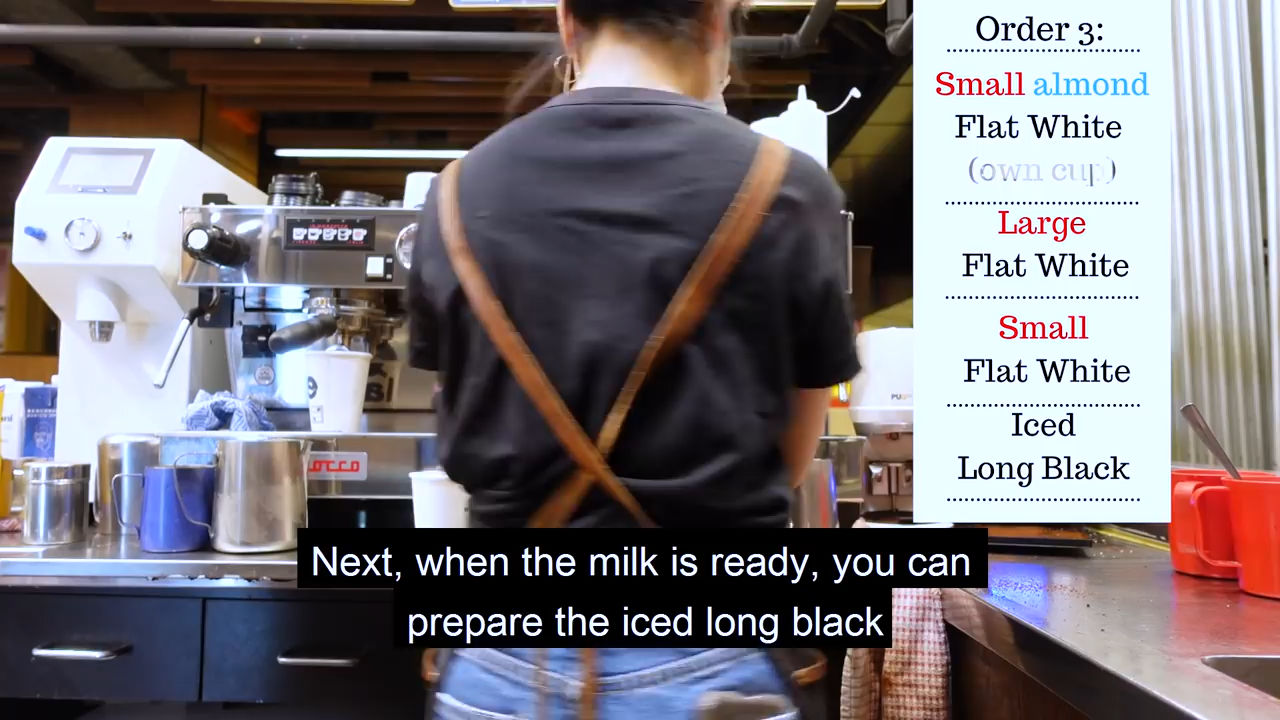 Order 3:
Small almond
Flat White
(own cup)
Large
Flat White
Small
Flat White
Iced
Long Black
Next, when the milk is ready, you can
prepare the iced long black